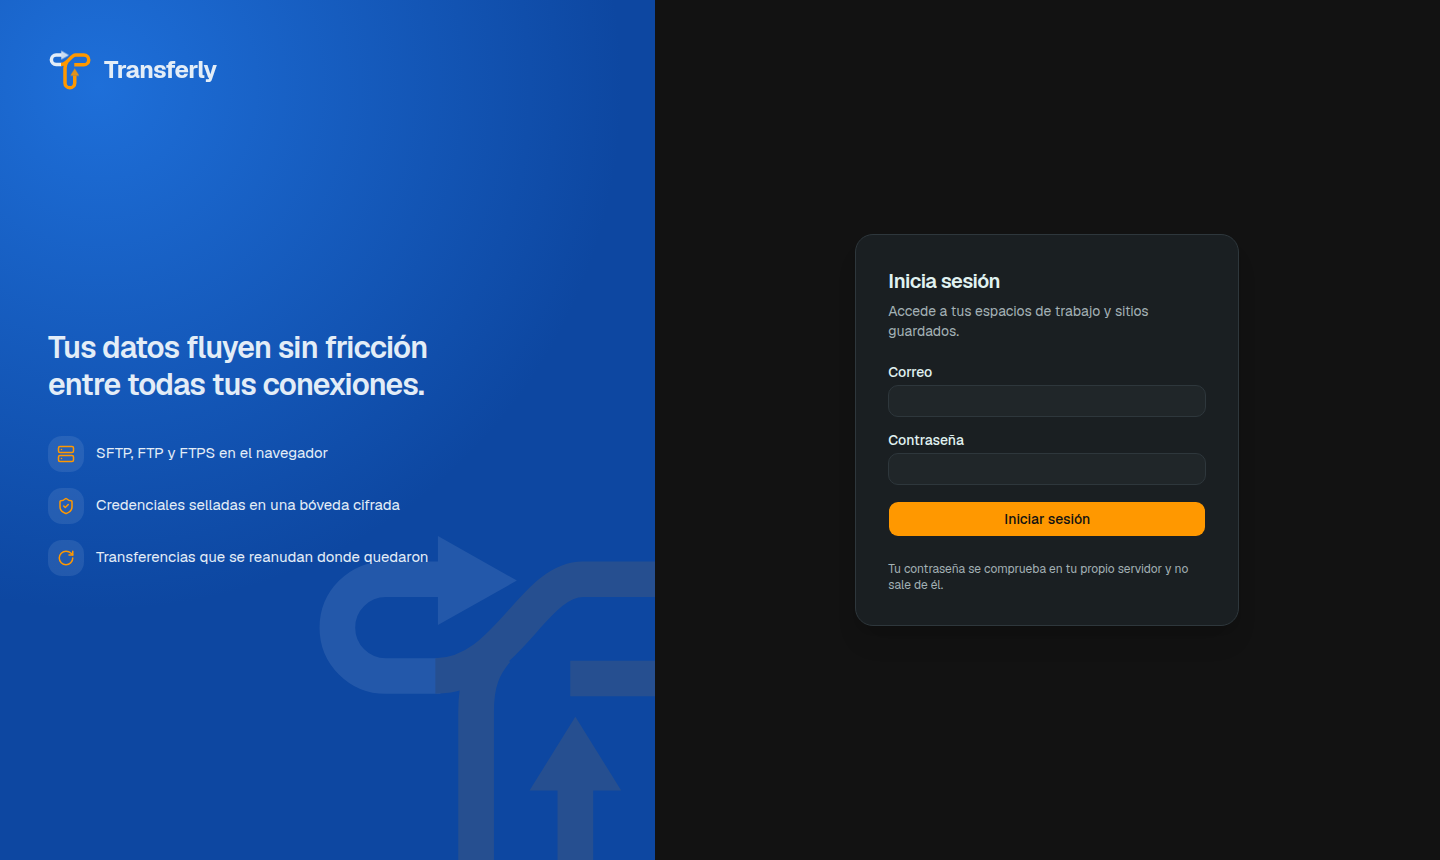 Transferly
Tus datos fluyen sin fricción
entre todas tus conexiones.
SFTP, FTP y FTPS en el navegador
Credenciales selladas en una bóveda cifrada
Transferencias que se reanudan donde quedaron
Inicia sesión
Accede a tus espacios de trabajo y sitios
guardados.
Correo
Contraseña
Iniciar sesión
Tu contraseña se comprueba en tu propio servidor y no
sale de él.